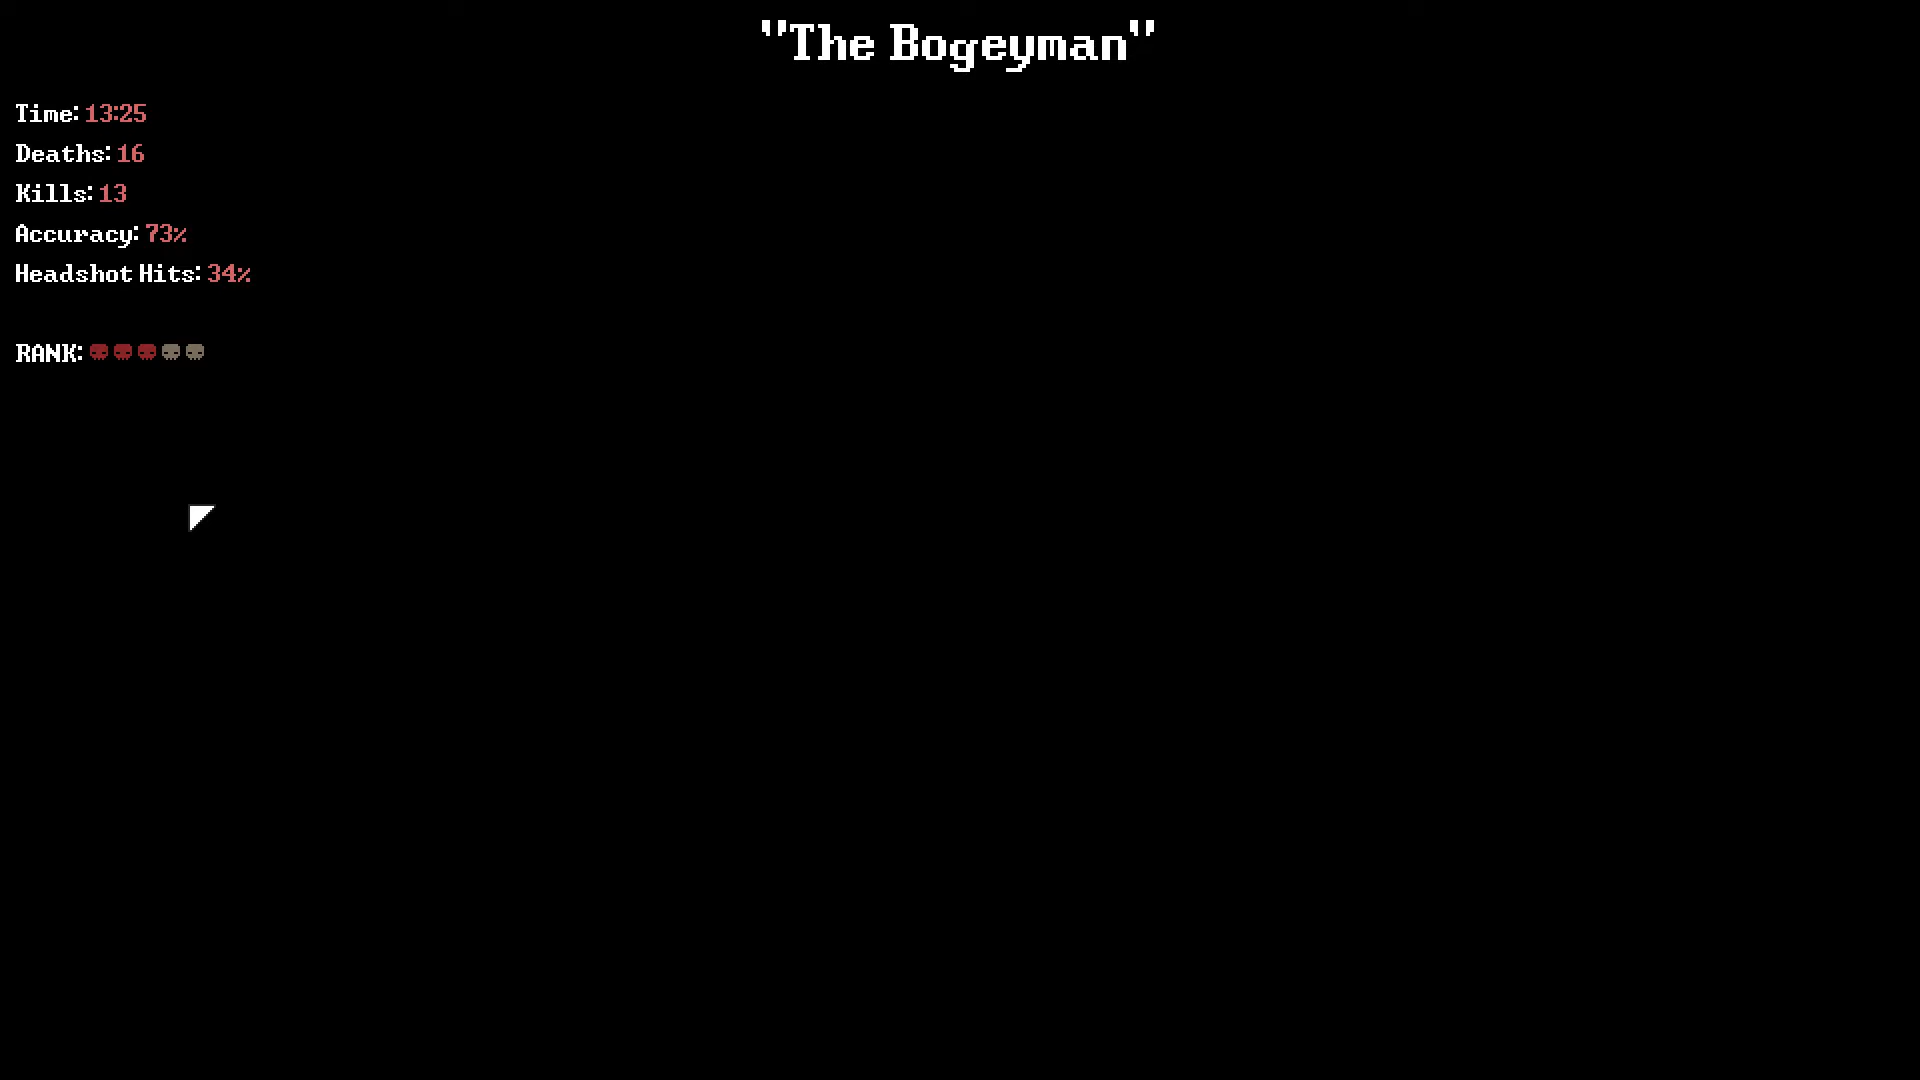 "The Bogeyman"
Time: 13:25
Deaths: 16
Kills: 13
Accuracy: 73%
Headshot Hits: 34%
RANK: